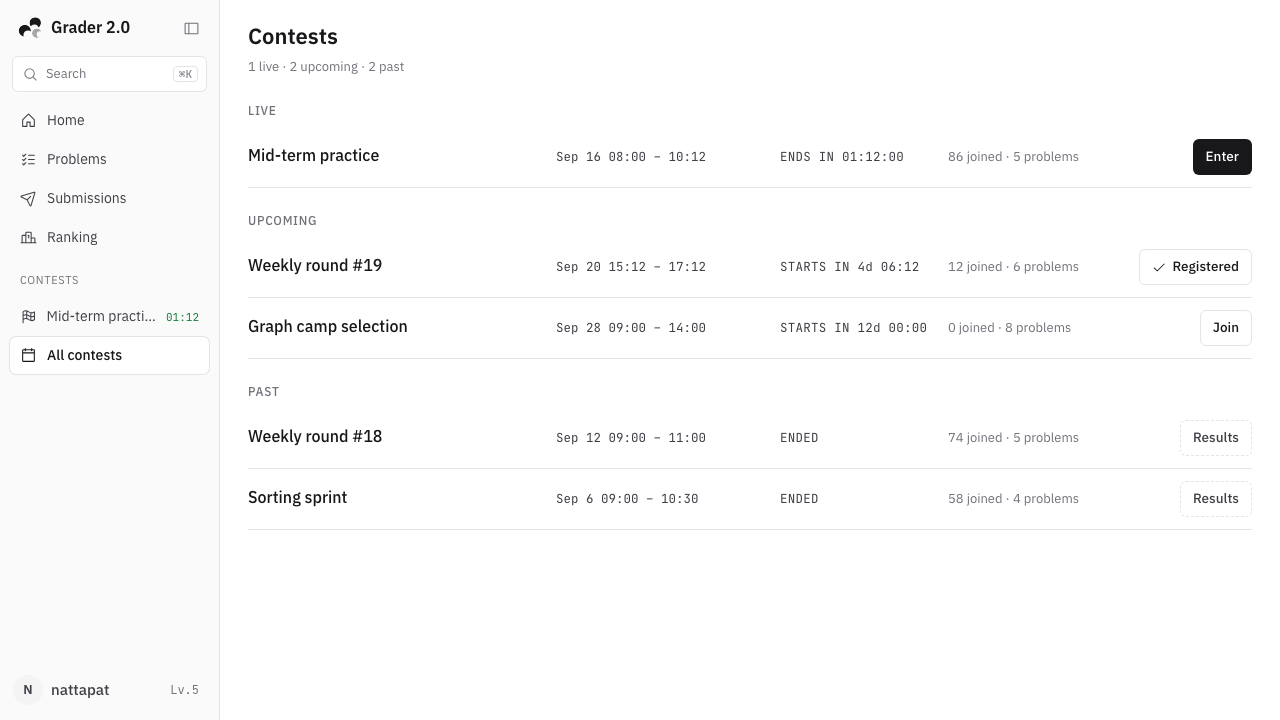 Grader 2.0
Search ⌘K
Home
Problems
Submissions
Ranking
CONTESTS
Mid-term practi... 01:12
All contests
N nattapat Lv.5
Contests
1 live · 2 upcoming · 2 past
LIVE
Mid-term practice Sep 16 08:00 – 10:12 ENDS IN 01:12:00 86 joined · 5 problems Enter
UPCOMING
Weekly round #19 Sep 20 15:12 – 17:12 STARTS IN 4d 06:12 12 joined · 6 problems Registered
Graph camp selection Sep 28 09:00 – 14:00 STARTS IN 12d 00:00 0 joined · 8 problems Join
PAST
Weekly round #18 Sep 12 09:00 – 11:00 ENDED 74 joined · 5 problems Results
Sorting sprint Sep 6 09:00 – 10:30 ENDED 58 joined · 4 problems Results